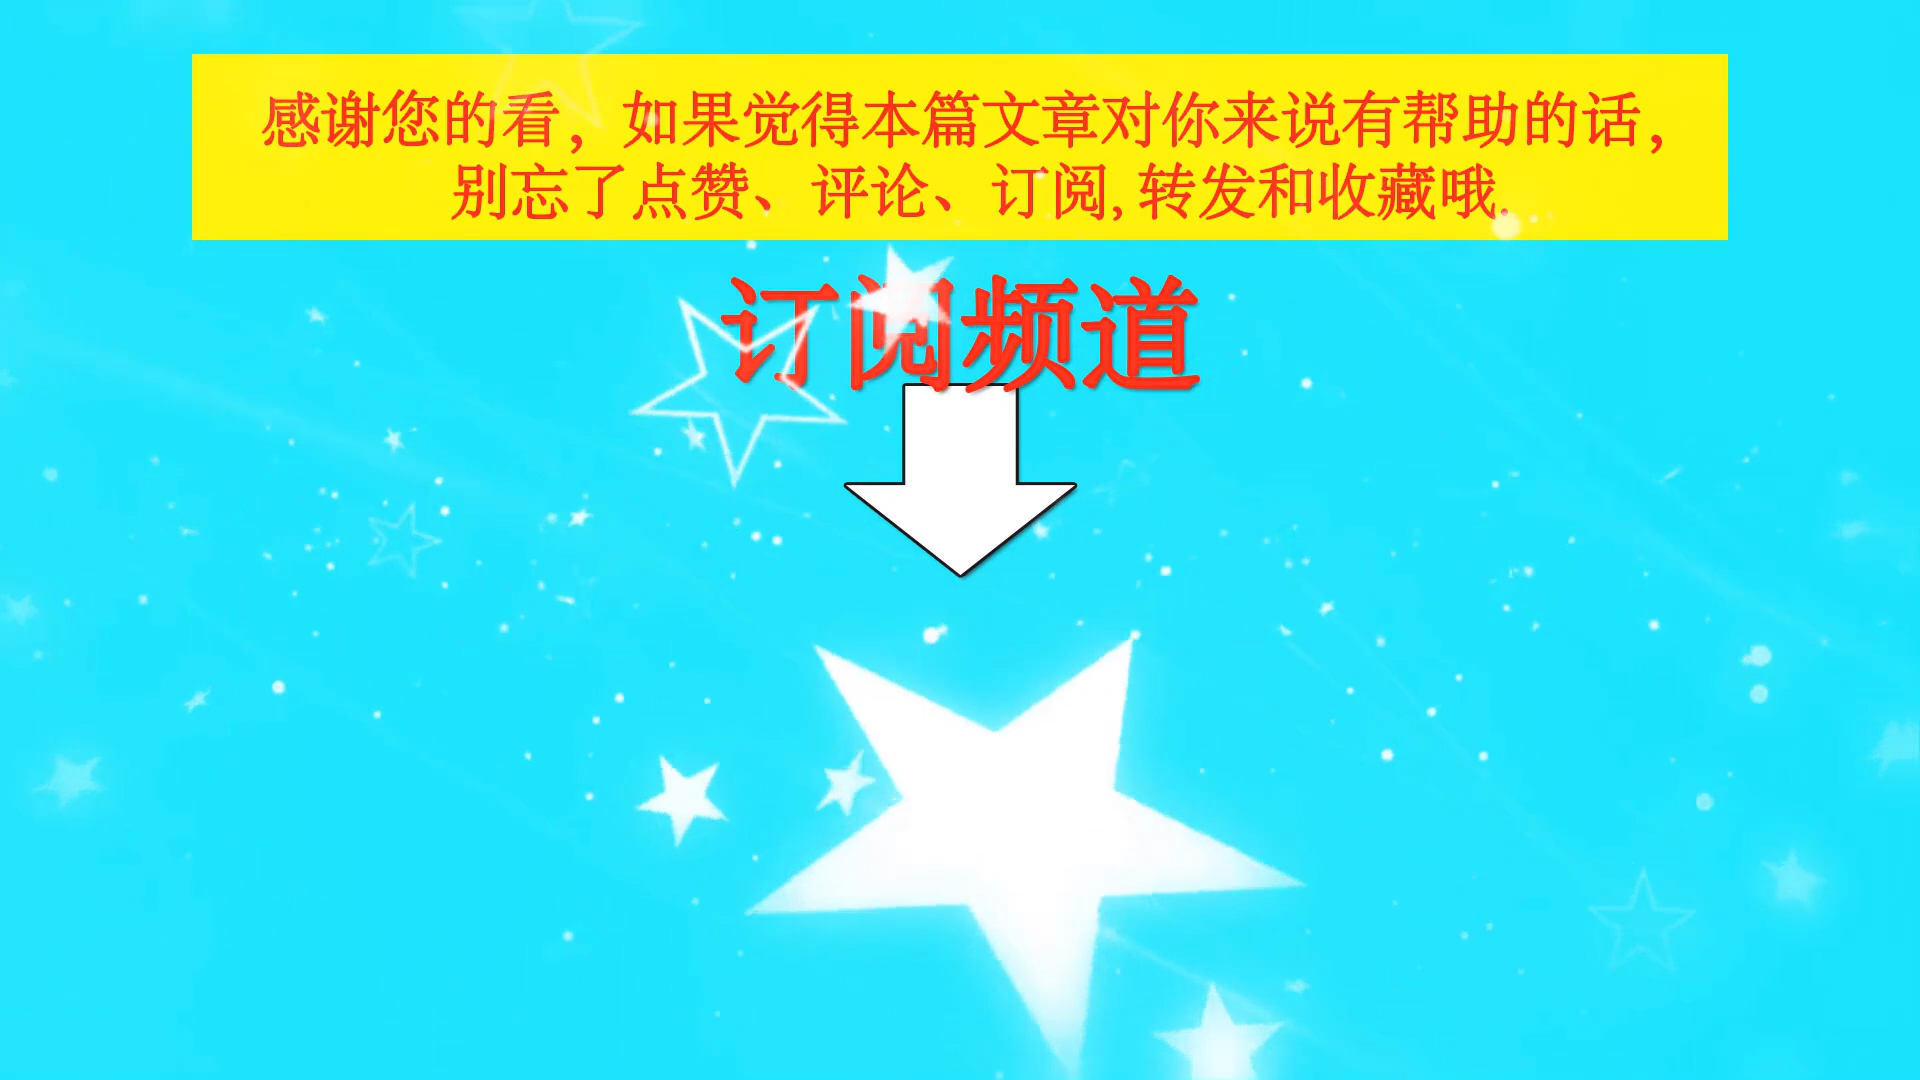 感谢您的看，如果觉得本篇文章对你来说有帮助的话，
别忘了点赞、评论、订阅,转发和收藏哦.
订阅频道